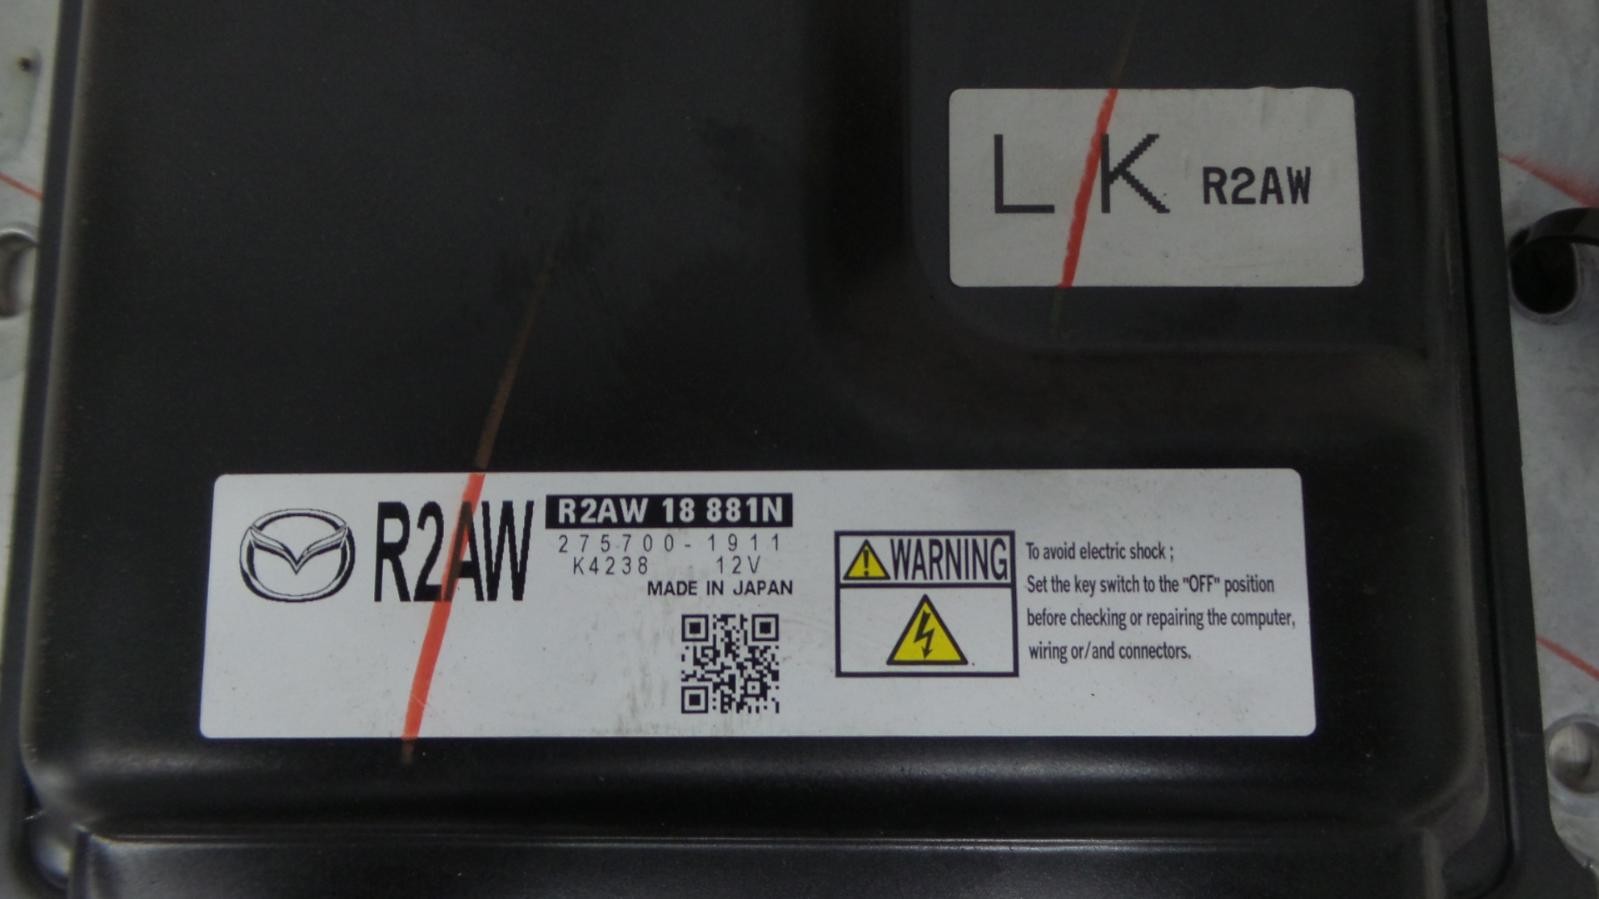 LK R2AW
R2AW
R2AW 18 881N
275700-1911
K4238 12V
MADE IN JAPAN
WARNING
To avoid electric shock ;
Set the key switch to the "OFF" position
before checking or repairing the computer,
wiring or/and connectors.